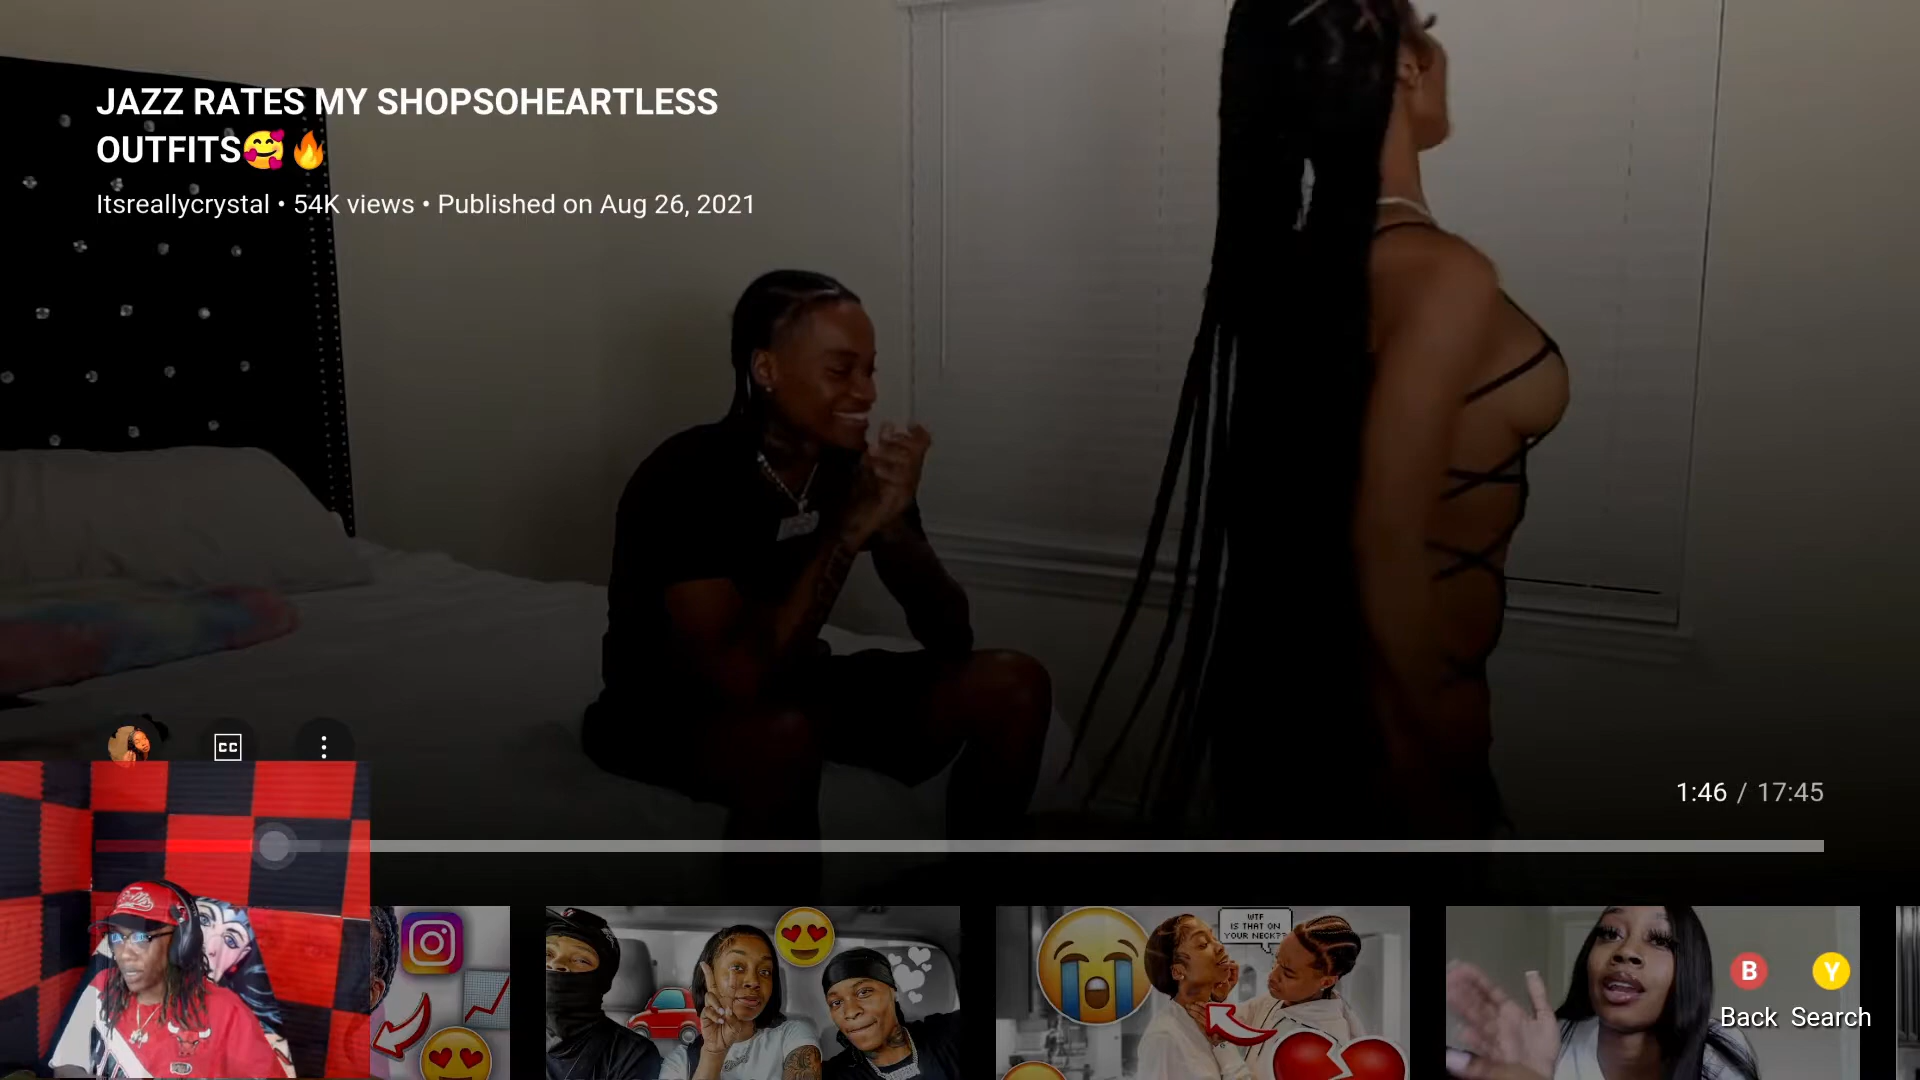 JAZZ RATES MY SHOPSOHEARTLESS
OUTFITS🥰🔥
Itsreallycrystal • 54K views • Published on Aug 26, 2021
CC
1:46 / 17:45
WTF
IS THAT ON
YOUR NECK??
B Y
Back Search